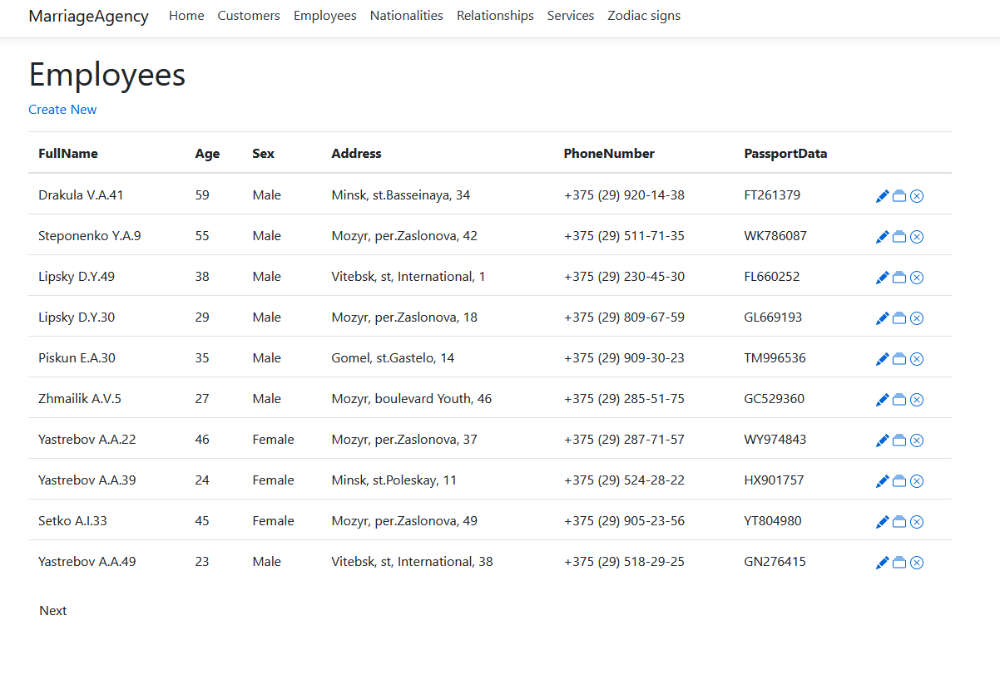 MarriageAgency Home Customers Employees Nationalities Relationships Services Zodiac signs
Employees
Create New
FullName Age Sex Address PhoneNumber PassportData
Drakula V.A.41 59 Male Minsk, st.Basseinaya, 34 +375 (29) 920-14-38 FT261379
Steponenko Y.A.9 55 Male Mozyr, per.Zaslonova, 42 +375 (29) 511-71-35 WK786087
Lipsky D.Y.49 38 Male Vitebsk, st, International, 1 +375 (29) 230-45-30 FL660252
Lipsky D.Y.30 29 Male Mozyr, per.Zaslonova, 18 +375 (29) 809-67-59 GL669193
Piskun E.A.30 35 Male Gomel, st.Gastelo, 14 +375 (29) 909-30-23 TM996536
Zhmailik A.V.5 27 Male Mozyr, boulevard Youth, 46 +375 (29) 285-51-75 GC529360
Yastrebov A.A.22 46 Female Mozyr, per.Zaslonova, 37 +375 (29) 287-71-57 WY974843
Yastrebov A.A.39 24 Female Minsk, st.Poleskay, 11 +375 (29) 524-28-22 HX901757
Setko A.I.33 45 Female Mozyr, per.Zaslonova, 49 +375 (29) 905-23-56 YT804980
Yastrebov A.A.49 23 Male Vitebsk, st, International, 38 +375 (29) 518-29-25 GN276415
Next